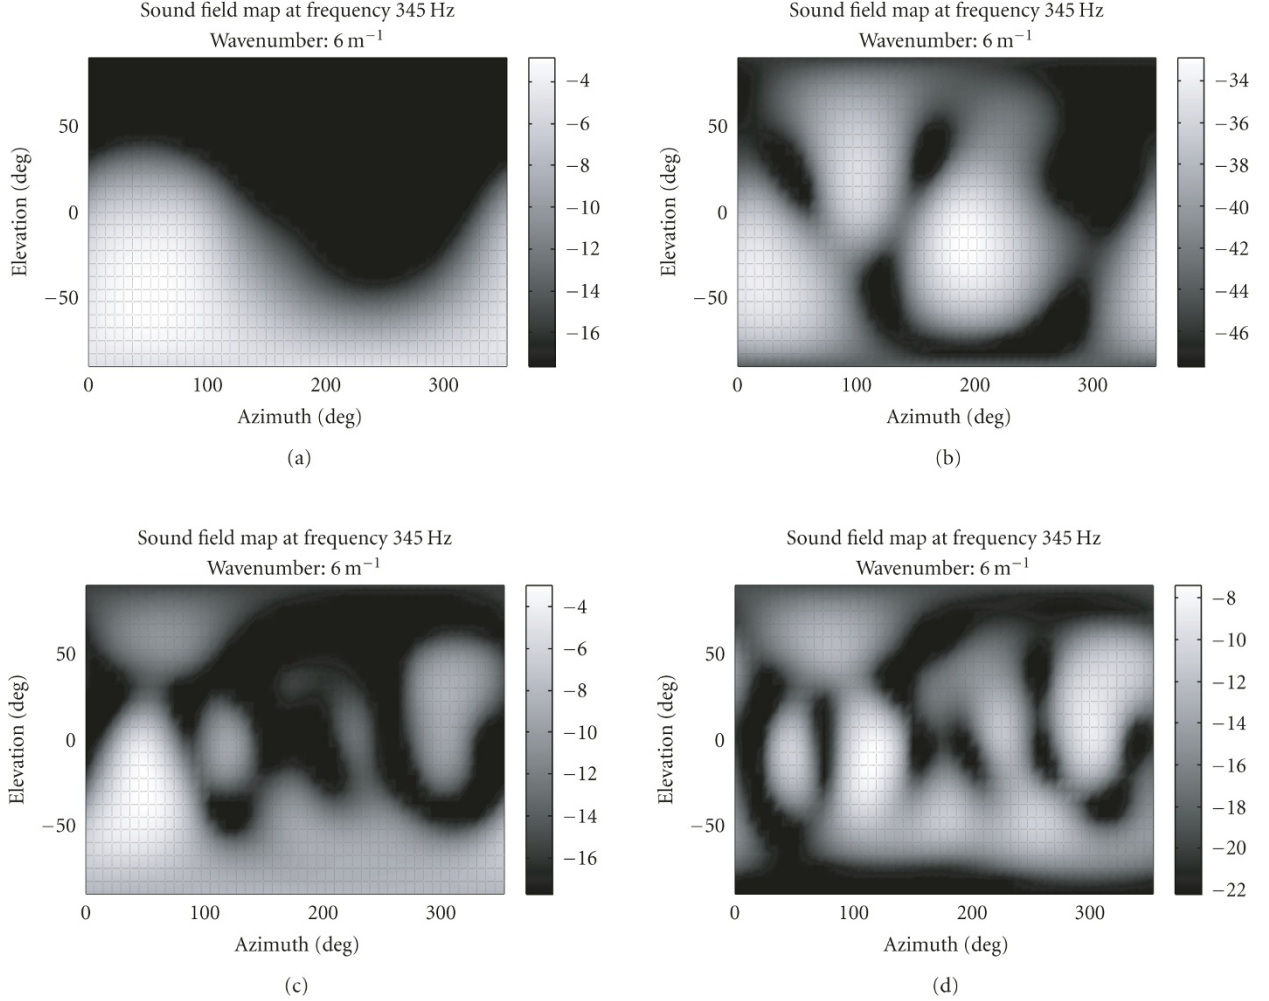 Sound field map at frequency 345 Hz
Wavenumber: 6 m−1
50
0
−50
Elevation (deg)
0 100 200 300
Azimuth (deg)
−4
−6
−8
−10
−12
−14
−16
(a)
Sound field map at frequency 345 Hz
Wavenumber: 6 m−1
50
0
−50
Elevation (deg)
0 100 200 300
Azimuth (deg)
−34
−36
−38
−40
−42
−44
−46
(b)
Sound field map at frequency 345 Hz
Wavenumber: 6 m−1
50
0
−50
Elevation (deg)
0 100 200 300
Azimuth (deg)
−4
−6
−8
−10
−12
−14
−16
(c)
Sound field map at frequency 345 Hz
Wavenumber: 6 m−1
50
0
−50
Elevation (deg)
0 100 200 300
Azimuth (deg)
−8
−10
−12
−14
−16
−18
−20
−22
(d)